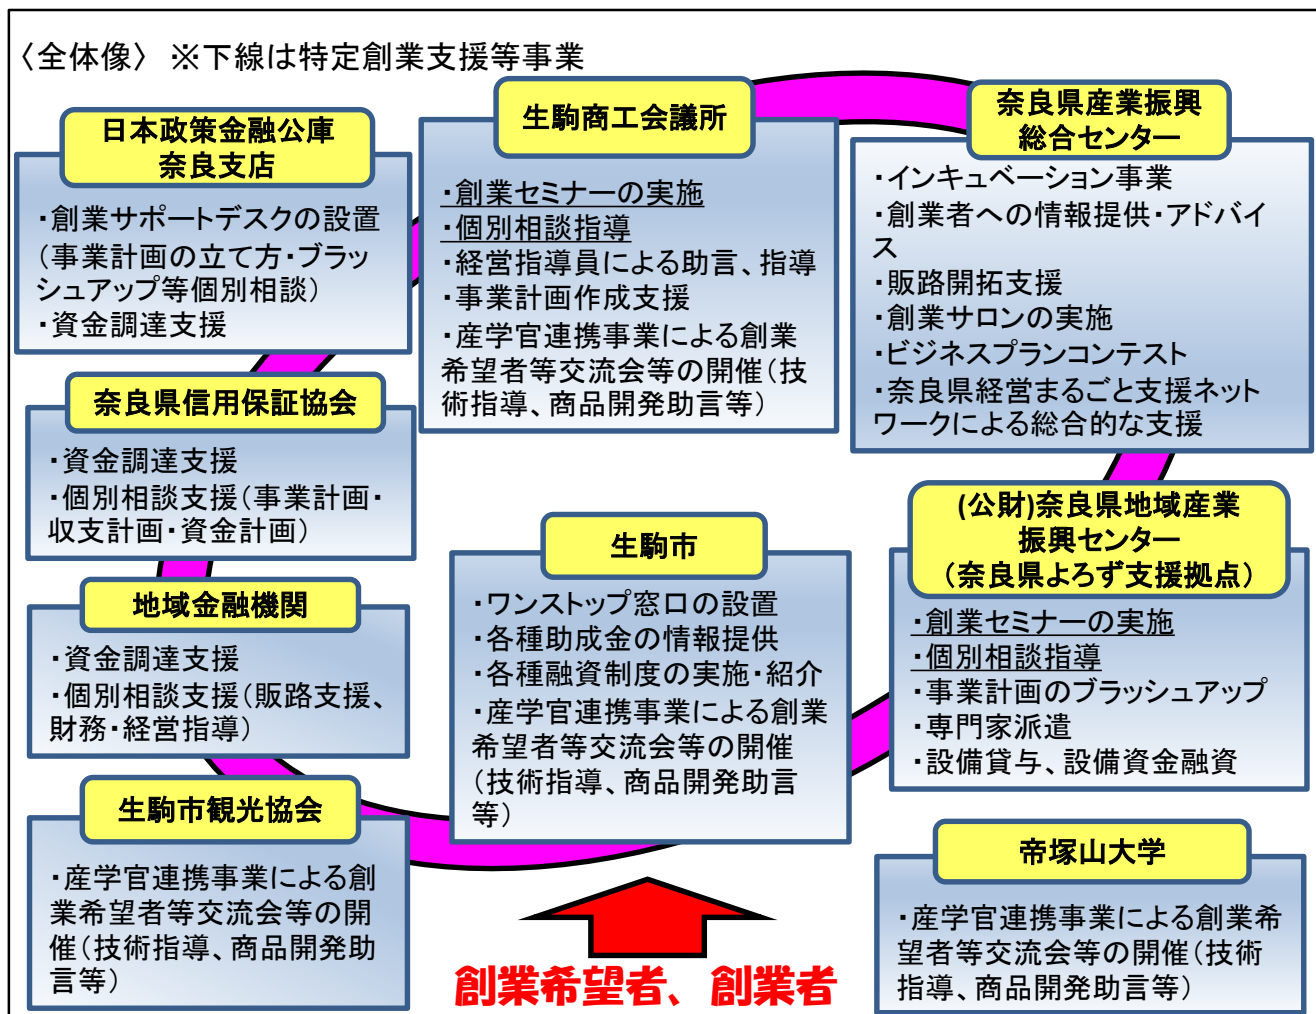 〈全体像〉 ※下線は特定創業支援等事業
日本政策金融公庫
奈良支店
・創業サポートデスクの設置
（事業計画の立て方・ブラッ
シュアップ等個別相談）
・資金調達支援
生駒商工会議所
・創業セミナーの実施
・個別相談指導
・経営指導員による助言、指導
・事業計画作成支援
・産学官連携事業による創業
希望者等交流会等の開催（技
術指導、商品開発助言等）
奈良県産業振興
総合センター
・インキュベーション事業
・創業者への情報提供・アドバイ
ス
・販路開拓支援
・創業サロンの実施
・ビジネスプランコンテスト
・奈良県経営まるごと支援ネット
ワークによる総合的な支援
奈良県信用保証協会
・資金調達支援
・個別相談支援（事業計画・
収支計画・資金計画）
生駒市
・ワンストップ窓口の設置
・各種助成金の情報提供
・各種融資制度の実施・紹介
・産学官連携事業による創業
希望者等交流会等の開催
（技術指導、商品開発助言
等）
(公財)奈良県地域産業
振興センター
（奈良県よろず支援拠点）
・創業セミナーの実施
・個別相談指導
・事業計画のブラッシュアップ
・専門家派遣
・設備貸与、設備資金融資
地域金融機関
・資金調達支援
・個別相談支援（販路支援、
財務・経営指導）
生駒市観光協会
・産学官連携事業による創
業希望者等交流会等の開
催（技術指導、商品開発助
言等）
帝塚山大学
・産学官連携事業による創業希
望者等交流会等の開催（技術
指導、商品開発助言等）
創業希望者、創業者